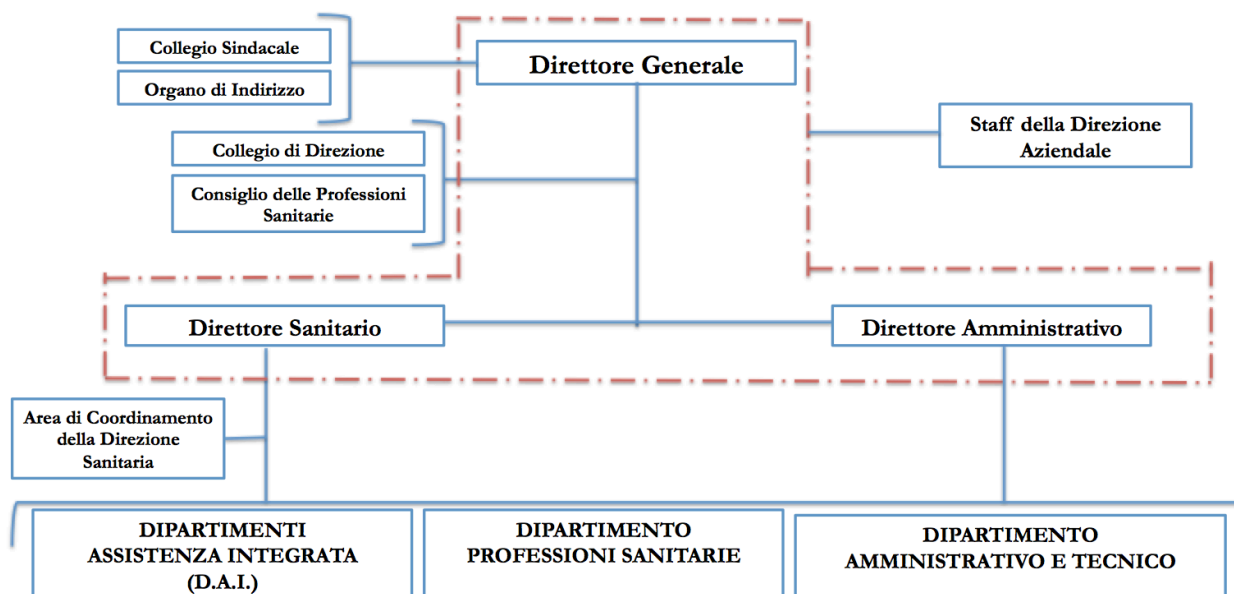 Collegio Sindacale
Direttore Generale
Organo di Indirizzo
Staff della Direzione
Aziendale
Collegio di Direzione
Consiglio delle Professioni
Sanitarie
Direttore Sanitario
Direttore Amministrativo
Area di Coordinamento
della Direzione
Sanitaria
DIPARTIMENTI
ASSISTENZA INTEGRATA
(D.A.I.)
DIPARTIMENTO
PROFESSIONI SANITARIE
DIPARTIMENTO
AMMINISTRATIVO E TECNICO